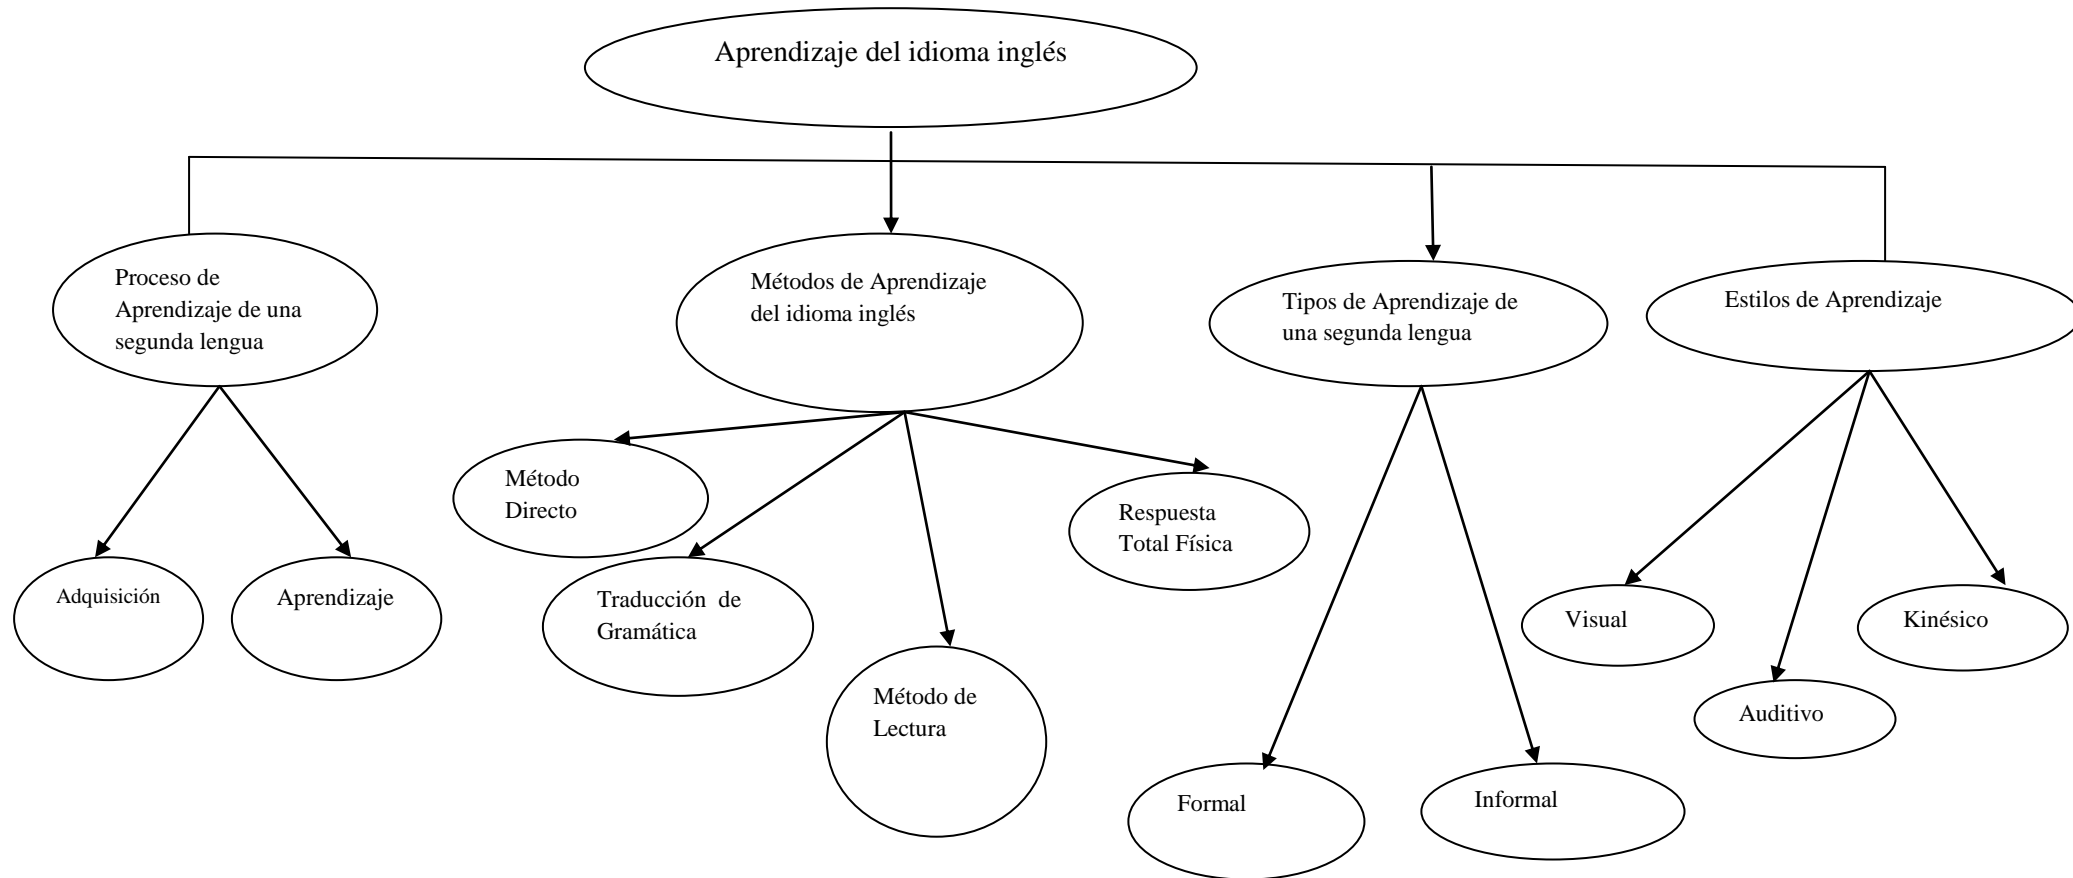 Aprendizaje del idioma inglés
Proceso de
Aprendizaje de una
segunda lengua
Métodos de Aprendizaje
del idioma inglés
Tipos de Aprendizaje de
una segunda lengua
Estilos de Aprendizaje
Método
Directo
Respuesta
Total Física
Adquisición
Aprendizaje
Traducción  de
Gramática
Visual
Kinésico
Método de
Lectura
Auditivo
Formal
Informal